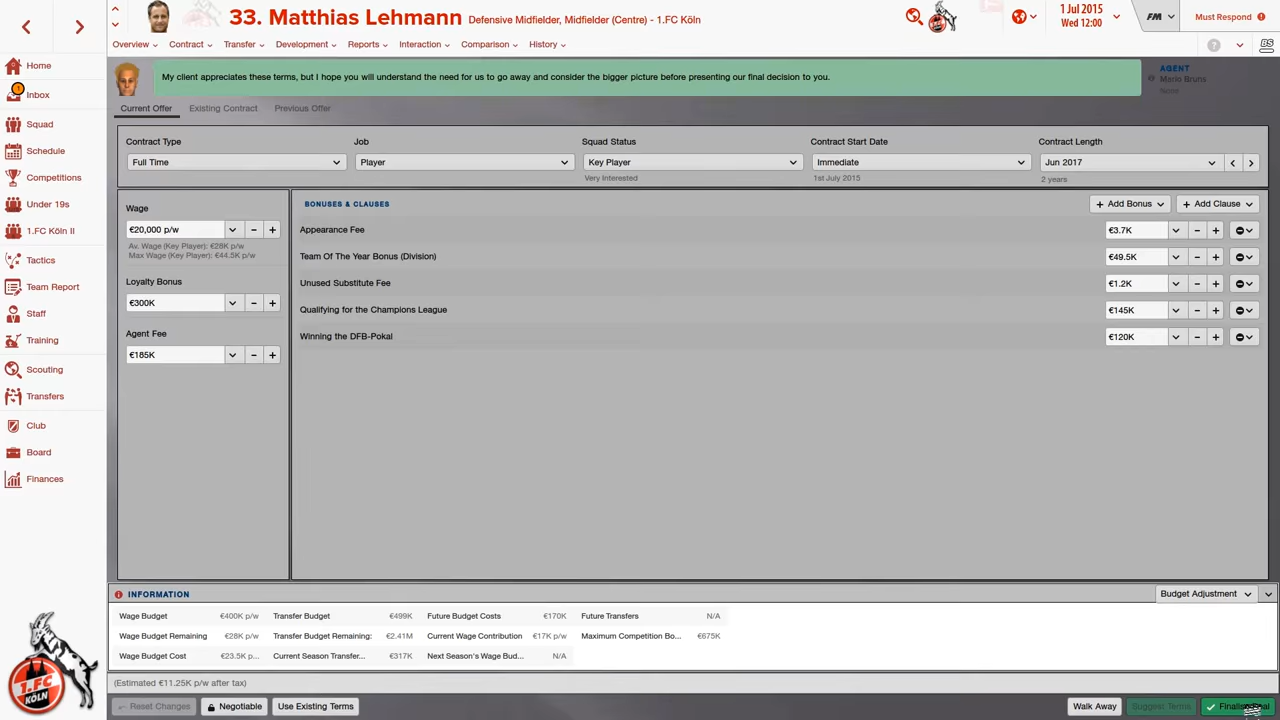 33. Matthias Lehmann Defensive Midfielder, Midfielder (Centre) - 1.FC Köln
1 Jul 2015
Wed 12:00
FM
Must Respond
Overview Contract Transfer Development Reports Interaction Comparison History
Home
Inbox
Squad
Schedule
Competitions
Under 19s
1.FC Köln II
Tactics
Team Report
Staff
Training
Scouting
Transfers
Club
Board
Finances
1.FC
KÖLN
My client appreciates these terms, but I hope you will understand the need for us to go away and consider the bigger picture before presenting our final decision to you.
AGENT
Mario Bruns
None
Current Offer Existing Contract Previous Offer
Contract Type Job Squad Status Contract Start Date Contract Length
Full Time Player Key Player Immediate Jun 2017
Very Interested 1st July 2015 2 years
Wage
€20,000 p/w
Av. Wage (Key Player): €28K p/w
Max Wage (Key Player): €44.5K p/w
Loyalty Bonus
€300K
Agent Fee
€185K
BONUSES & CLAUSES
+ Add Bonus + Add Clause
Appearance Fee €3.7K
Team Of The Year Bonus (Division) €49.5K
Unused Substitute Fee €1.2K
Qualifying for the Champions League €145K
Winning the DFB-Pokal €120K
INFORMATION
Budget Adjustment
Wage Budget €400K p/w Transfer Budget €499K Future Budget Costs €170K Future Transfers N/A
Wage Budget Remaining €28K p/w Transfer Budget Remaining: €2.41M Current Wage Contribution €17K p/w Maximum Competition Bo... €675K
Wage Budget Cost €23.5K p... Current Season Transfer... €317K Next Season's Wage Bud... N/A
(Estimated €11.25K p/w after tax)
Reset Changes Negotiable Use Existing Terms Walk Away Suggest Terms